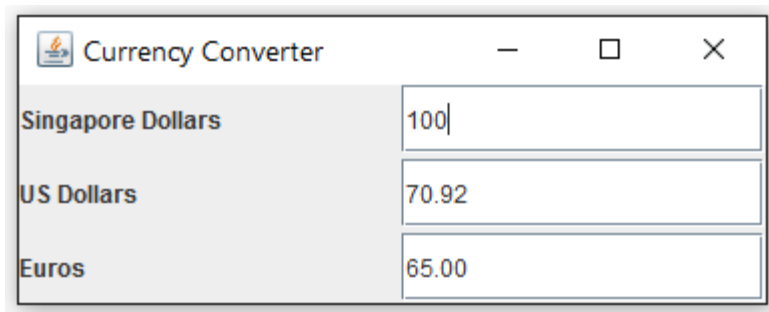 Currency Converter
Singapore Dollars 100
US Dollars 70.92
Euros 65.00